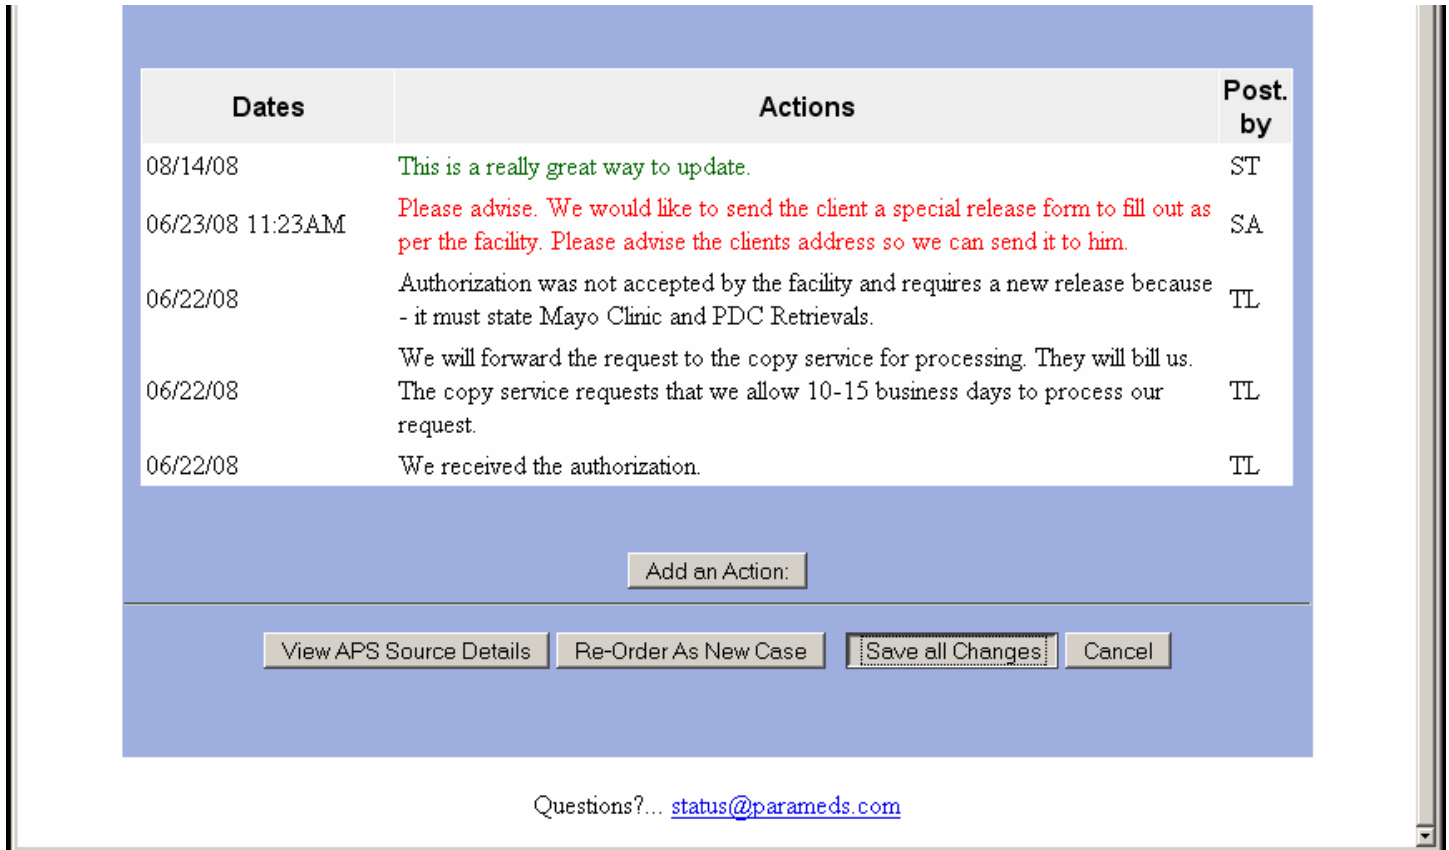 Dates Actions Post. by
08/14/08 This is a really great way to update. ST
06/23/08 11:23AM Please advise. We would like to send the client a special release form to fill out as
per the facility. Please advise the clients address so we can send it to him. SA
06/22/08 Authorization was not accepted by the facility and requires a new release because
- it must state Mayo Clinic and PDC Retrievals. TL
06/22/08 We will forward the request to the copy service for processing. They will bill us.
The copy service requests that we allow 10-15 business days to process our
request. TL
06/22/08 We received the authorization. TL
Add an Action:
View APS Source Details Re-Order As New Case Save all Changes Cancel
Questions?... status@parameds.com